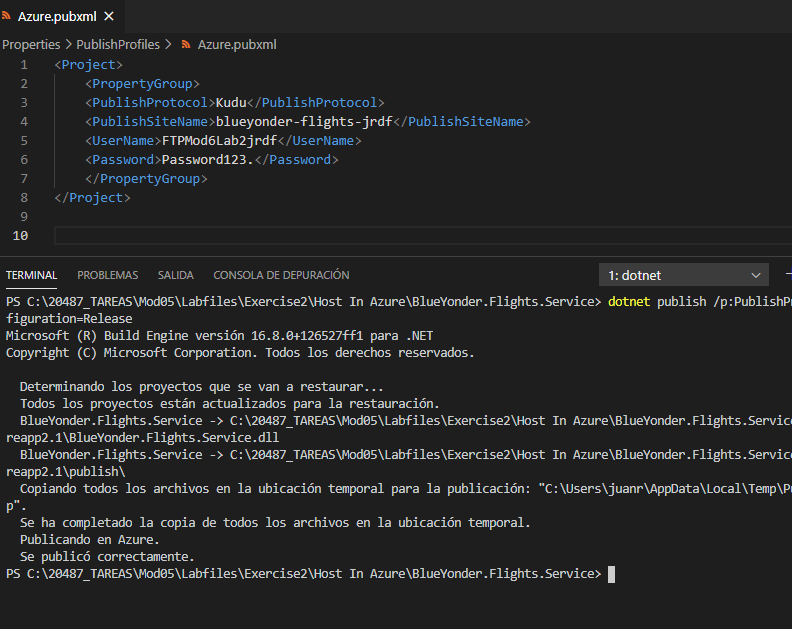 Azure.pubxml
Properties > PublishProfiles > Azure.pubxml
1 <Project>
2 <PropertyGroup>
3 <PublishProtocol>Kudu</PublishProtocol>
4 <PublishSiteName>blueyonder-flights-jrdf</PublishSiteName>
5 <UserName>FTPMod6Lab2jrdf</UserName>
6 <Password>Password123.</Password>
7 </PropertyGroup>
8 </Project>
9
10
TERMINAL PROBLEMAS SALIDA CONSOLA DE DEPURACIÓN 1: dotnet
PS C:\20487_TAREAS\Mod05\Labfiles\Exercise2\Host In Azure\BlueYonder.Flights.Service> dotnet publish /p:PublishPr
figuration=Release
Microsoft (R) Build Engine versión 16.8.0+126527ff1 para .NET
Copyright (C) Microsoft Corporation. Todos los derechos reservados.
Determinando los proyectos que se van a restaurar...
Todos los proyectos están actualizados para la restauración.
BlueYonder.Flights.Service -> C:\20487_TAREAS\Mod05\Labfiles\Exercise2\Host In Azure\BlueYonder.Flights.Servic
reapp2.1\BlueYonder.Flights.Service.dll
BlueYonder.Flights.Service -> C:\20487_TAREAS\Mod05\Labfiles\Exercise2\Host In Azure\BlueYonder.Flights.Servic
reapp2.1\publish\
Copiando todos los archivos en la ubicación temporal para la publicación: "C:\Users\juanr\AppData\Local\Temp\Pu
p".
Se ha completado la copia de todos los archivos en la ubicación temporal.
Publicando en Azure.
Se publicó correctamente.
PS C:\20487_TAREAS\Mod05\Labfiles\Exercise2\Host In Azure\BlueYonder.Flights.Service>